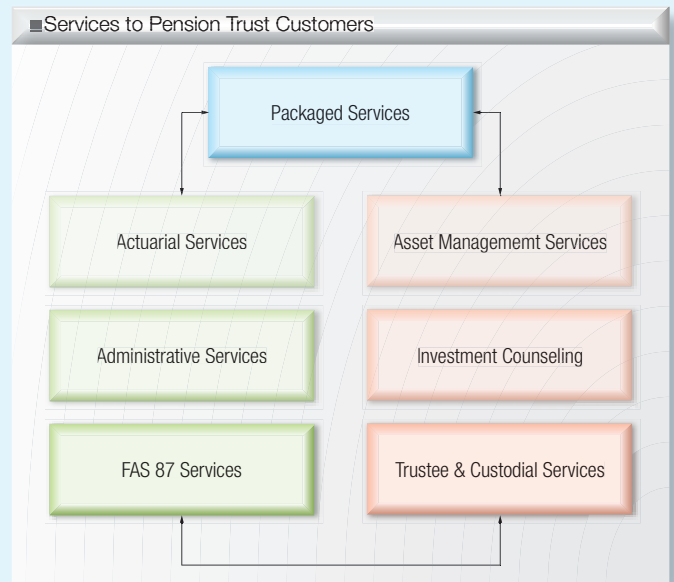 ■Services to Pension Trust Customers
Packaged Services
Actuarial Services
Asset Managememt Services
Administrative Services
Investment Counseling
FAS 87 Services
Trustee & Custodial Services